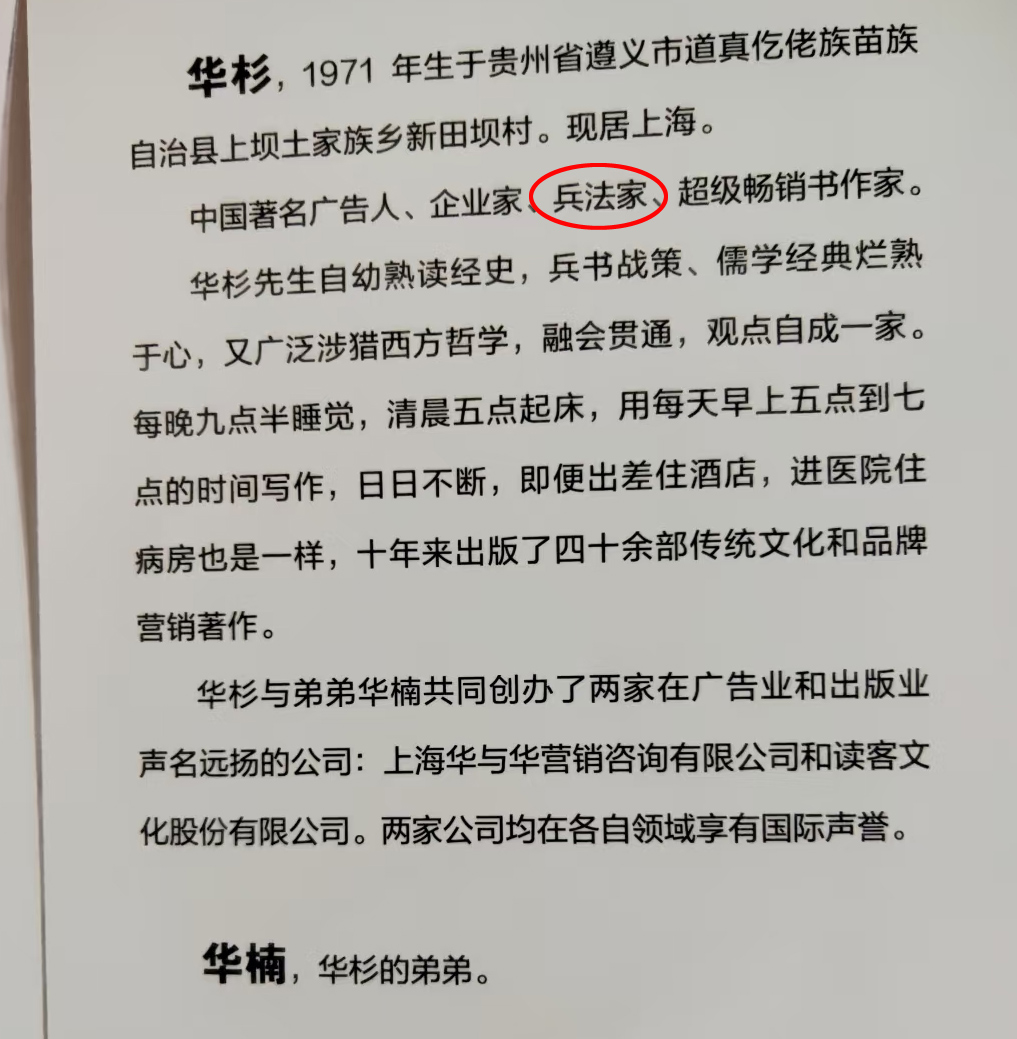 华杉，1971 年生于贵州省遵义市道真仡佬族苗族
自治县上坝土家族乡新田坝村。现居上海。
中国著名广告人、企业家、兵法家、超级畅销书作家。
华杉先生自幼熟读经史，兵书战策、儒学经典烂熟
于心，又广泛涉猎西方哲学，融会贯通，观点自成一家。
每晚九点半睡觉，清晨五点起床，用每天早上五点到七
点的时间写作，日日不断，即便出差住酒店，进医院住
病房也是一样，十年来出版了四十余部传统文化和品牌
营销著作。
华杉与弟弟华楠共同创办了两家在广告业和出版业
声名远扬的公司：上海华与华营销咨询有限公司和读客文
化股份有限公司。两家公司均在各自领域享有国际声誉。
华楠，华杉的弟弟。